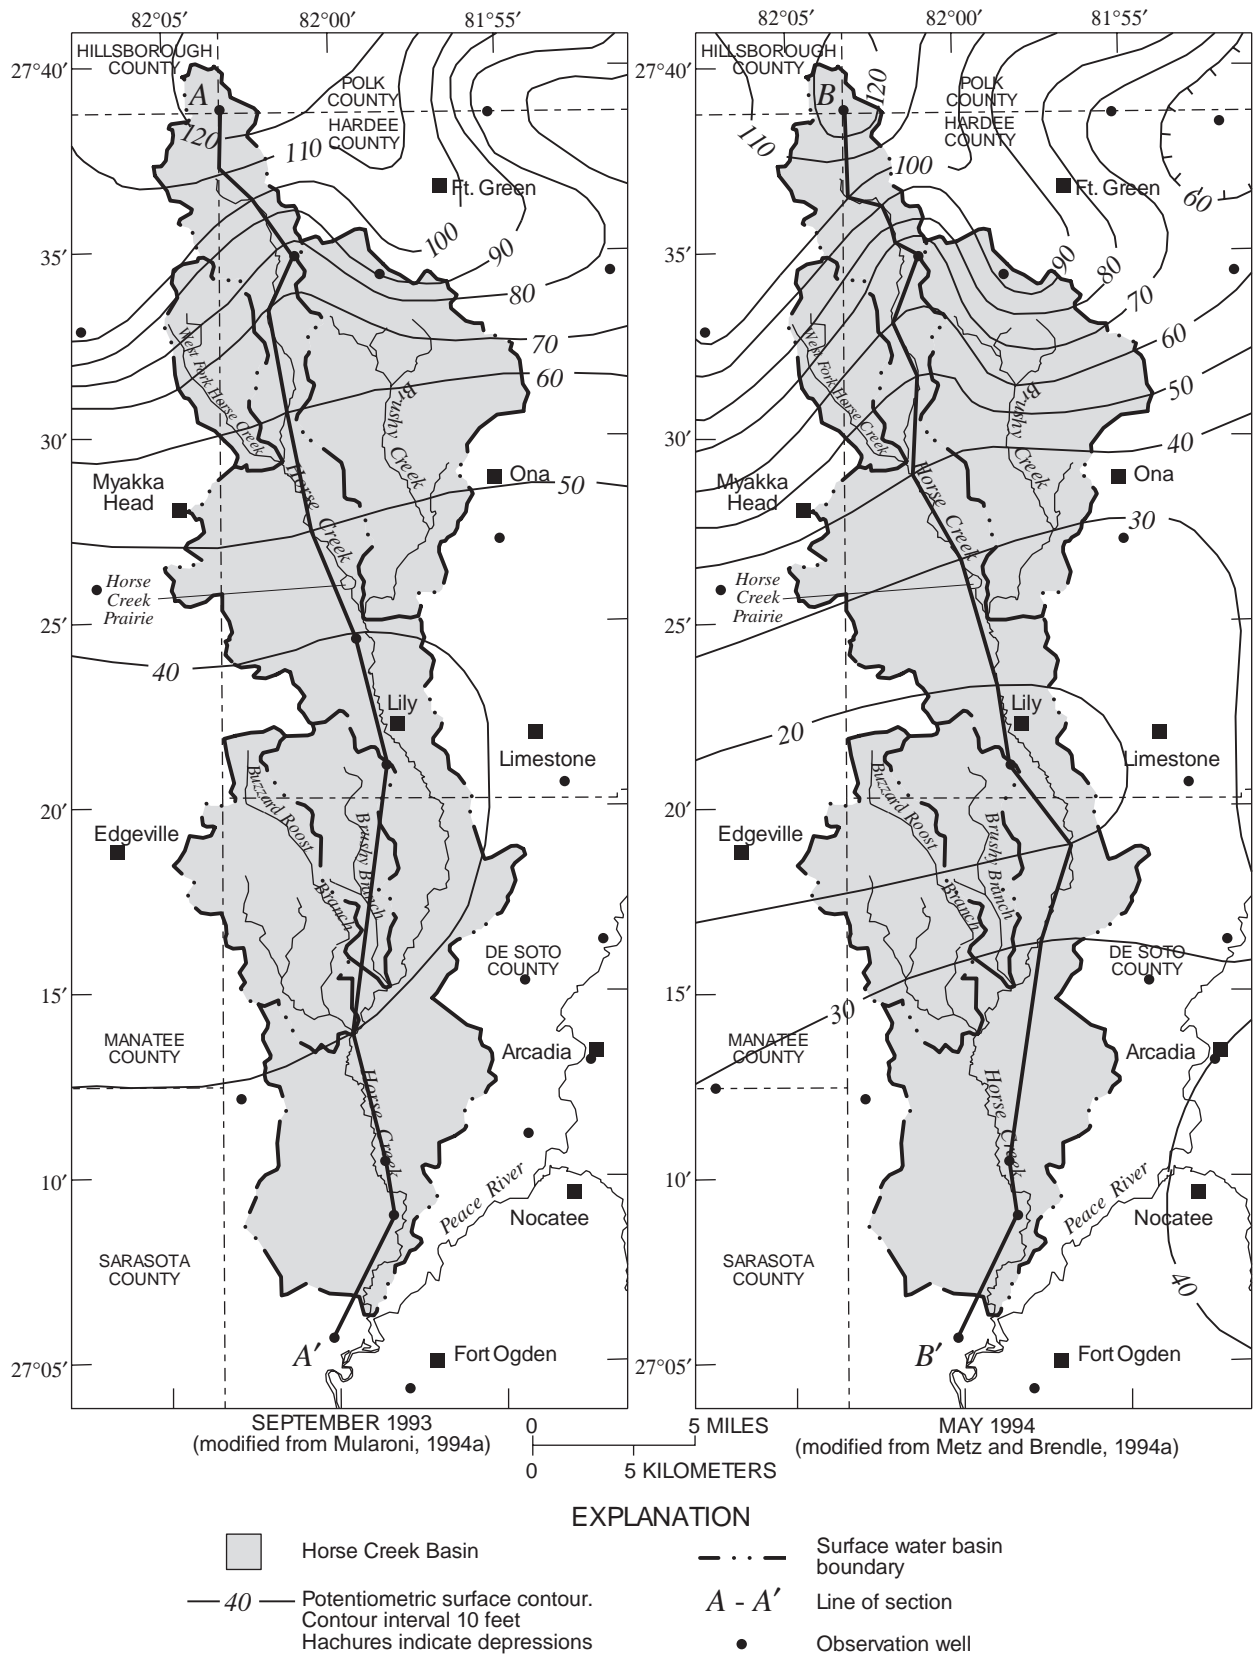 82°05′
82°00′
81°55′
27°40′
35′
30′
25′
20′
15′
10′
27°05′
HILLSBOROUGH
COUNTY
POLK
COUNTY
HARDEE
COUNTY
A
120
110
Ft. Green
100
90
80
70
60
50
40
West Fork Horse Creek
Brushy Creek
Horse Creek
Ona
Myakka
Head
Horse
Creek
Prairie
Lily
Limestone
Buzzard Roost
Branch
Brushy Branch
Edgeville
DE SOTO
COUNTY
MANATEE
COUNTY
Arcadia
Horse Creek
Peace River
Nocatee
SARASOTA
COUNTY
A′
Fort Ogden
SEPTEMBER 1993
(modified from Mularoni, 1994a)
82°05′
82°00′
81°55′
27°40′
35′
30′
25′
20′
15′
10′
27°05′
HILLSBOROUGH
COUNTY
POLK
COUNTY
HARDEE
COUNTY
B
120
110
100
Ft. Green
60
90
80
70
60
50
40
30
West Fork Horse Creek
Brushy Creek
Horse Creek
Ona
Myakka
Head
Horse
Creek
Prairie
Lily
20
Limestone
Buzzard Roost
Branch
Brushy Branch
Edgeville
DE SOTO
COUNTY
30
MANATEE
COUNTY
Arcadia
Horse Creek
Peace River
Nocatee
SARASOTA
COUNTY
40
B′
Fort Ogden
MAY 1994
(modified from Metz and Brendle, 1994a)
0
5 MILES
0
5 KILOMETERS
EXPLANATION
Horse Creek Basin
40
Potentiometric surface contour.
Contour interval 10 feet
Hachures indicate depressions
Surface water basin
boundary
A - A′
Line of section
Observation well